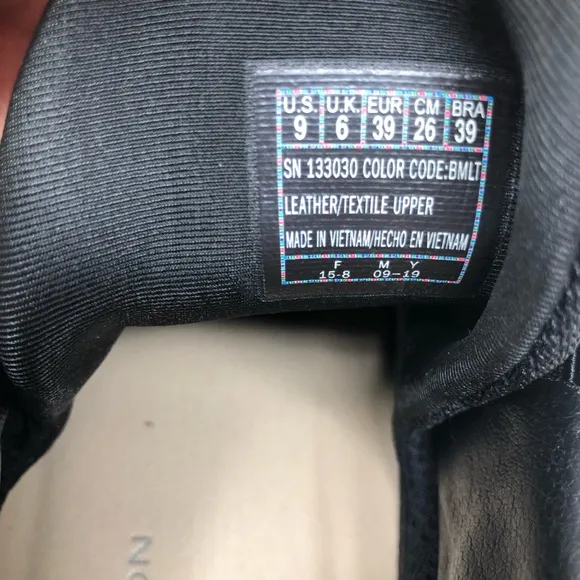 U.S. U.K. EUR CM BRA
9 6 39 26 39
SN 133030 COLOR CODE:BMLT
LEATHER/TEXTILE UPPER
MADE IN VIETNAM/HECHO EN VIETNAM
F M Y
15-8 09-19
ON